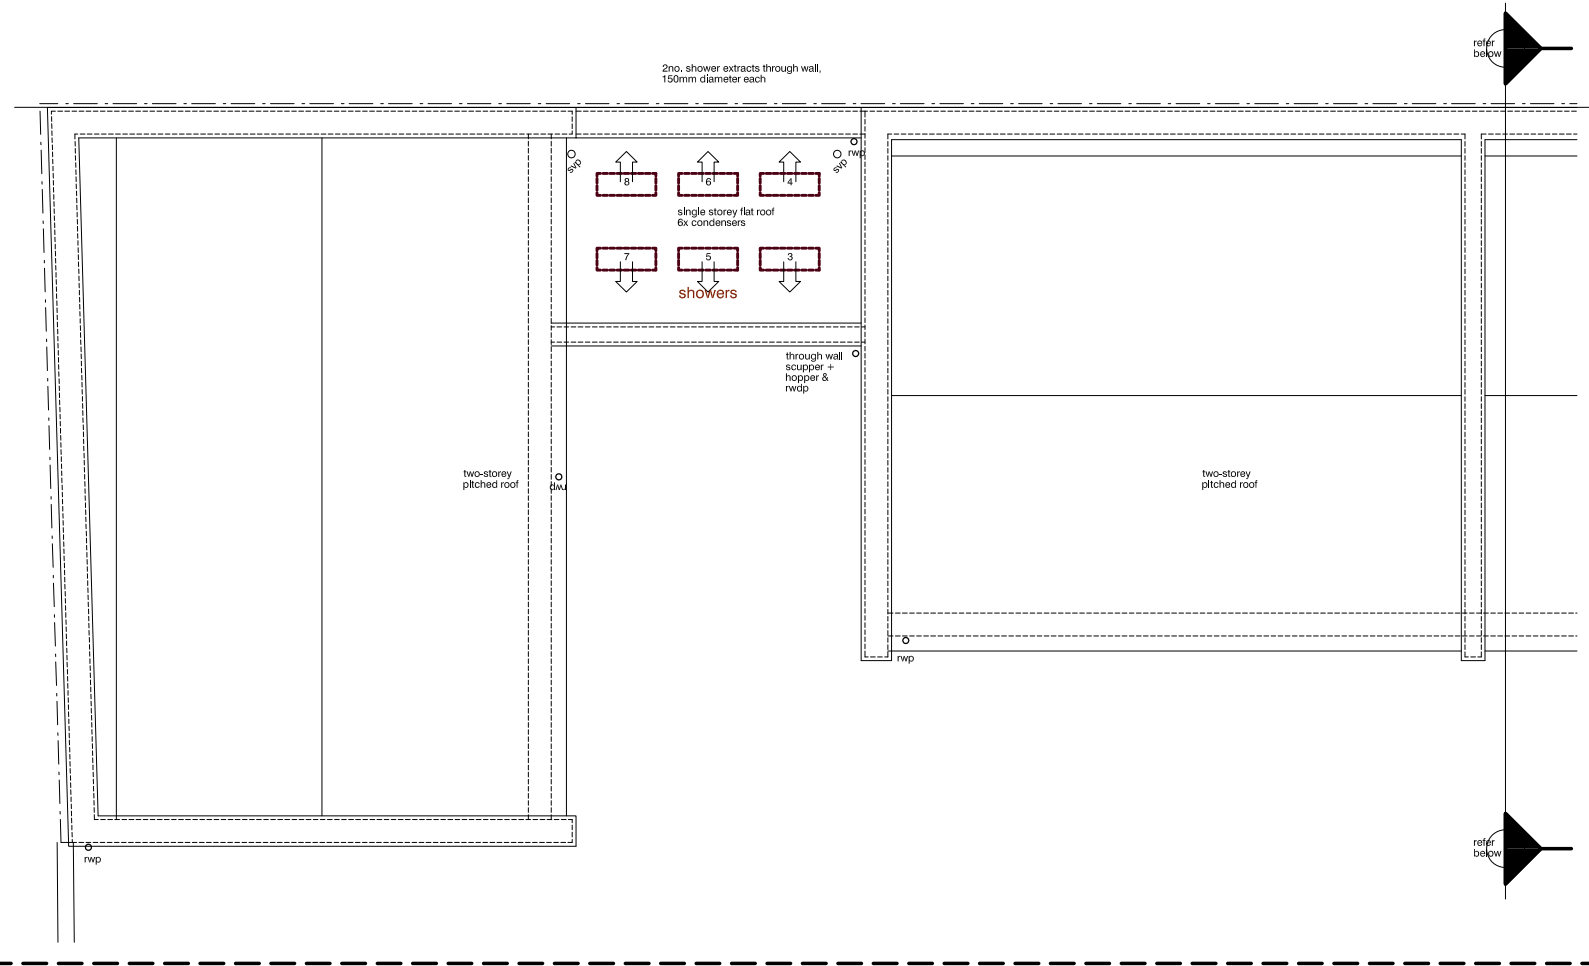 refer
below
2no. shower extracts through wall,
150mm diameter each
rwp
svp
svp
8
6
4
single storey flat roof
6x condensers
7
5
3
showers
through wall
scupper +
hopper &
rwdp
two-storey
pitched roof
rwp
two-storey
pitched roof
rwp
refer
below
rwp